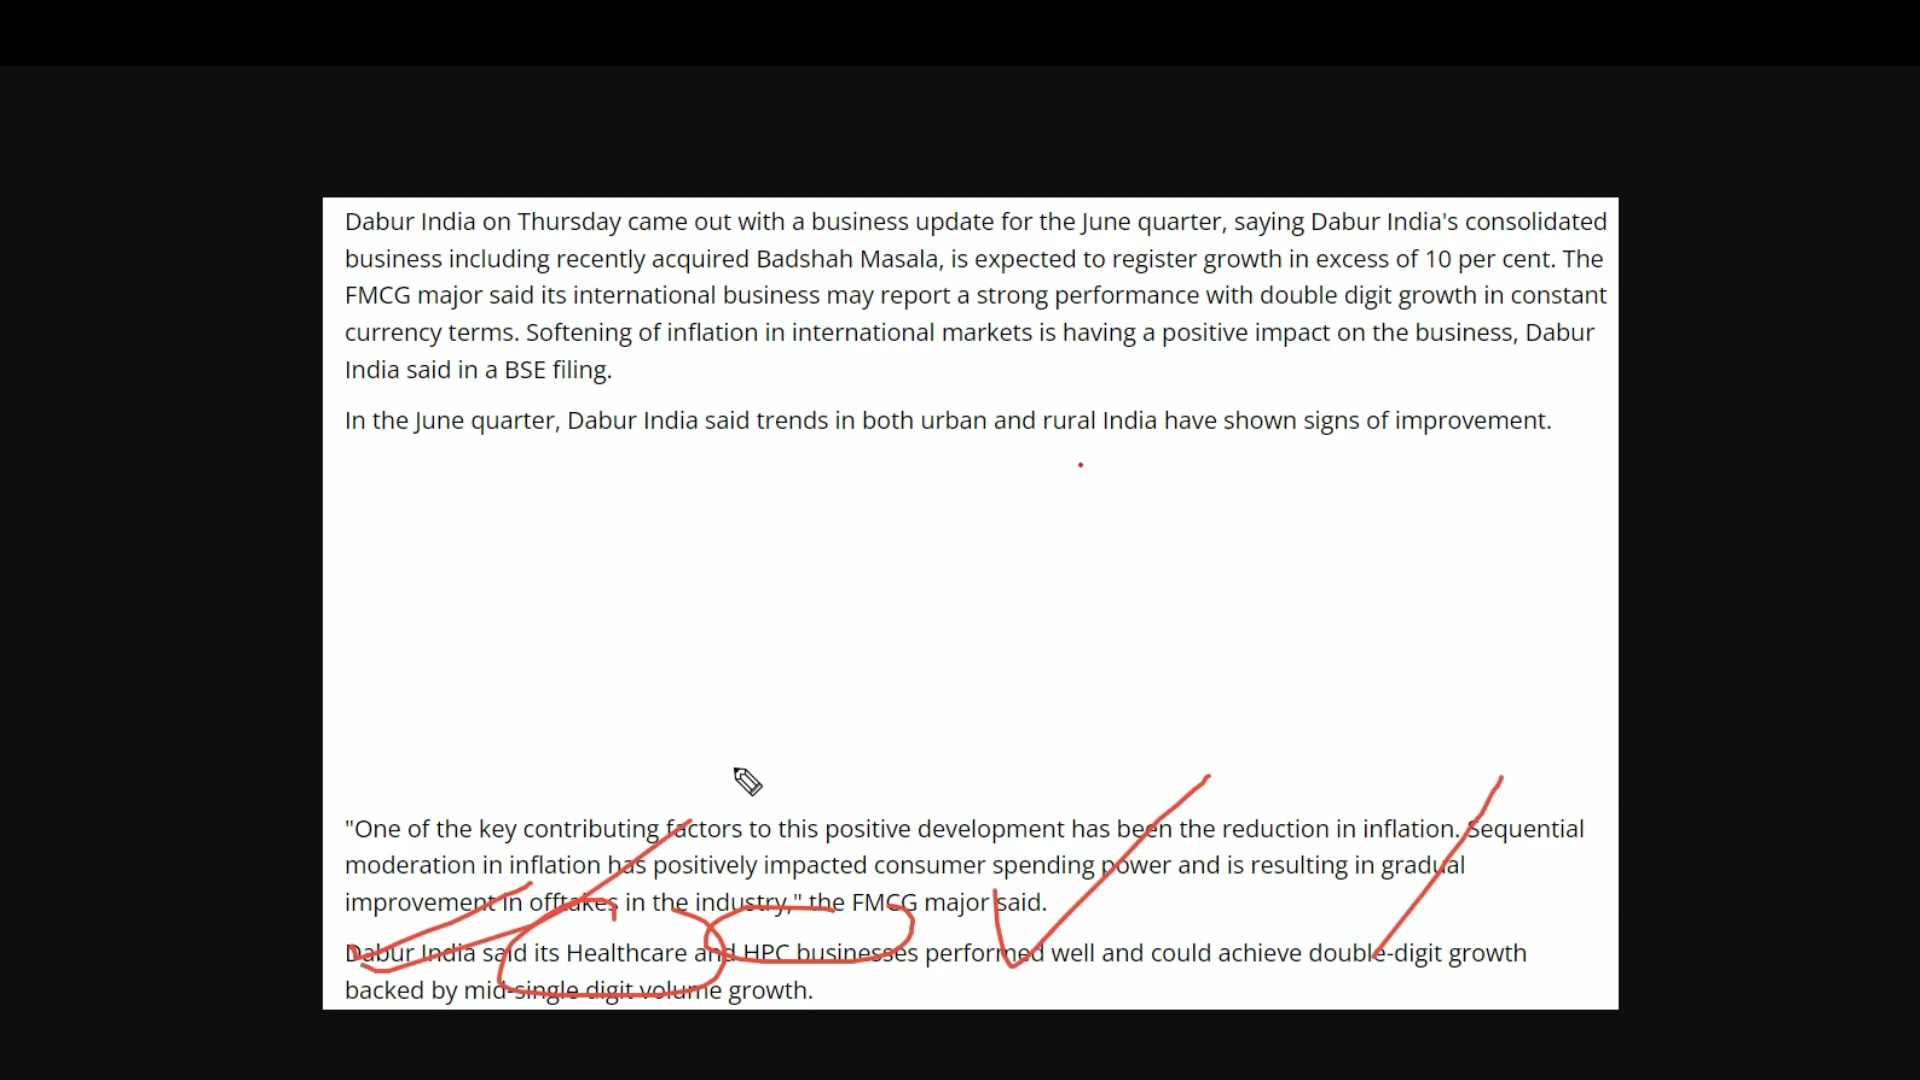 Dabur India on Thursday came out with a business update for the June quarter, saying Dabur India's consolidated
business including recently acquired Badshah Masala, is expected to register growth in excess of 10 per cent. The
FMCG major said its international business may report a strong performance with double digit growth in constant
currency terms. Softening of inflation in international markets is having a positive impact on the business, Dabur
India said in a BSE filing.
In the June quarter, Dabur India said trends in both urban and rural India have shown signs of improvement.
"One of the key contributing factors to this positive development has been the reduction in inflation. Sequential
moderation in inflation has positively impacted consumer spending power and is resulting in gradual
improvement in offtakes in the industry," the FMCG major said.
Dabur India said its Healthcare and HPC businesses performed well and could achieve double-digit growth
backed by mid-single digit volume growth.